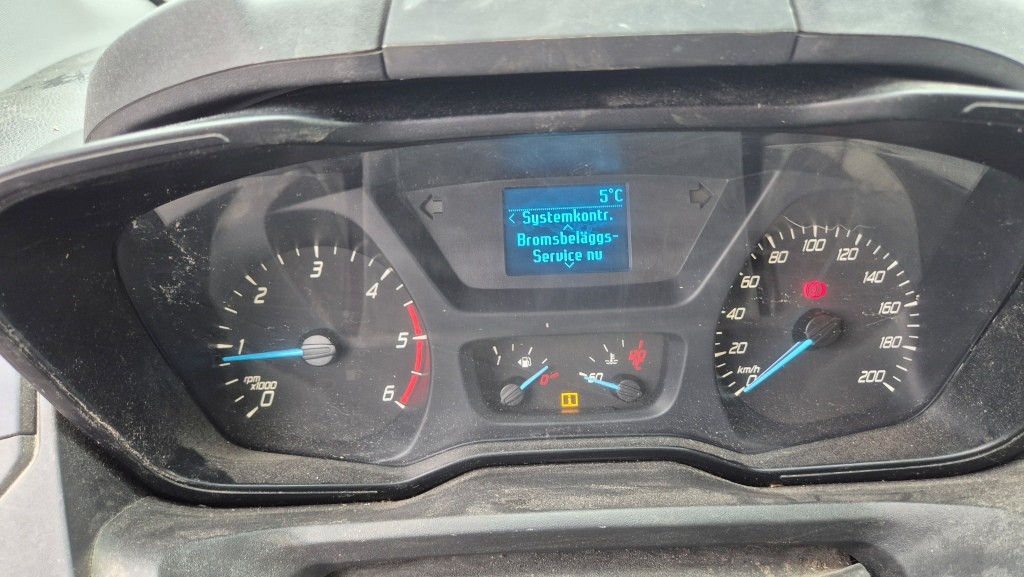 5°C
< Systemkontr.
Bromsbeläggs-
Service nu
0 1 2 3 4 5 6
rpm
x1000
0 20 40 60 80 100 120 140 160 180 200
km/h
60